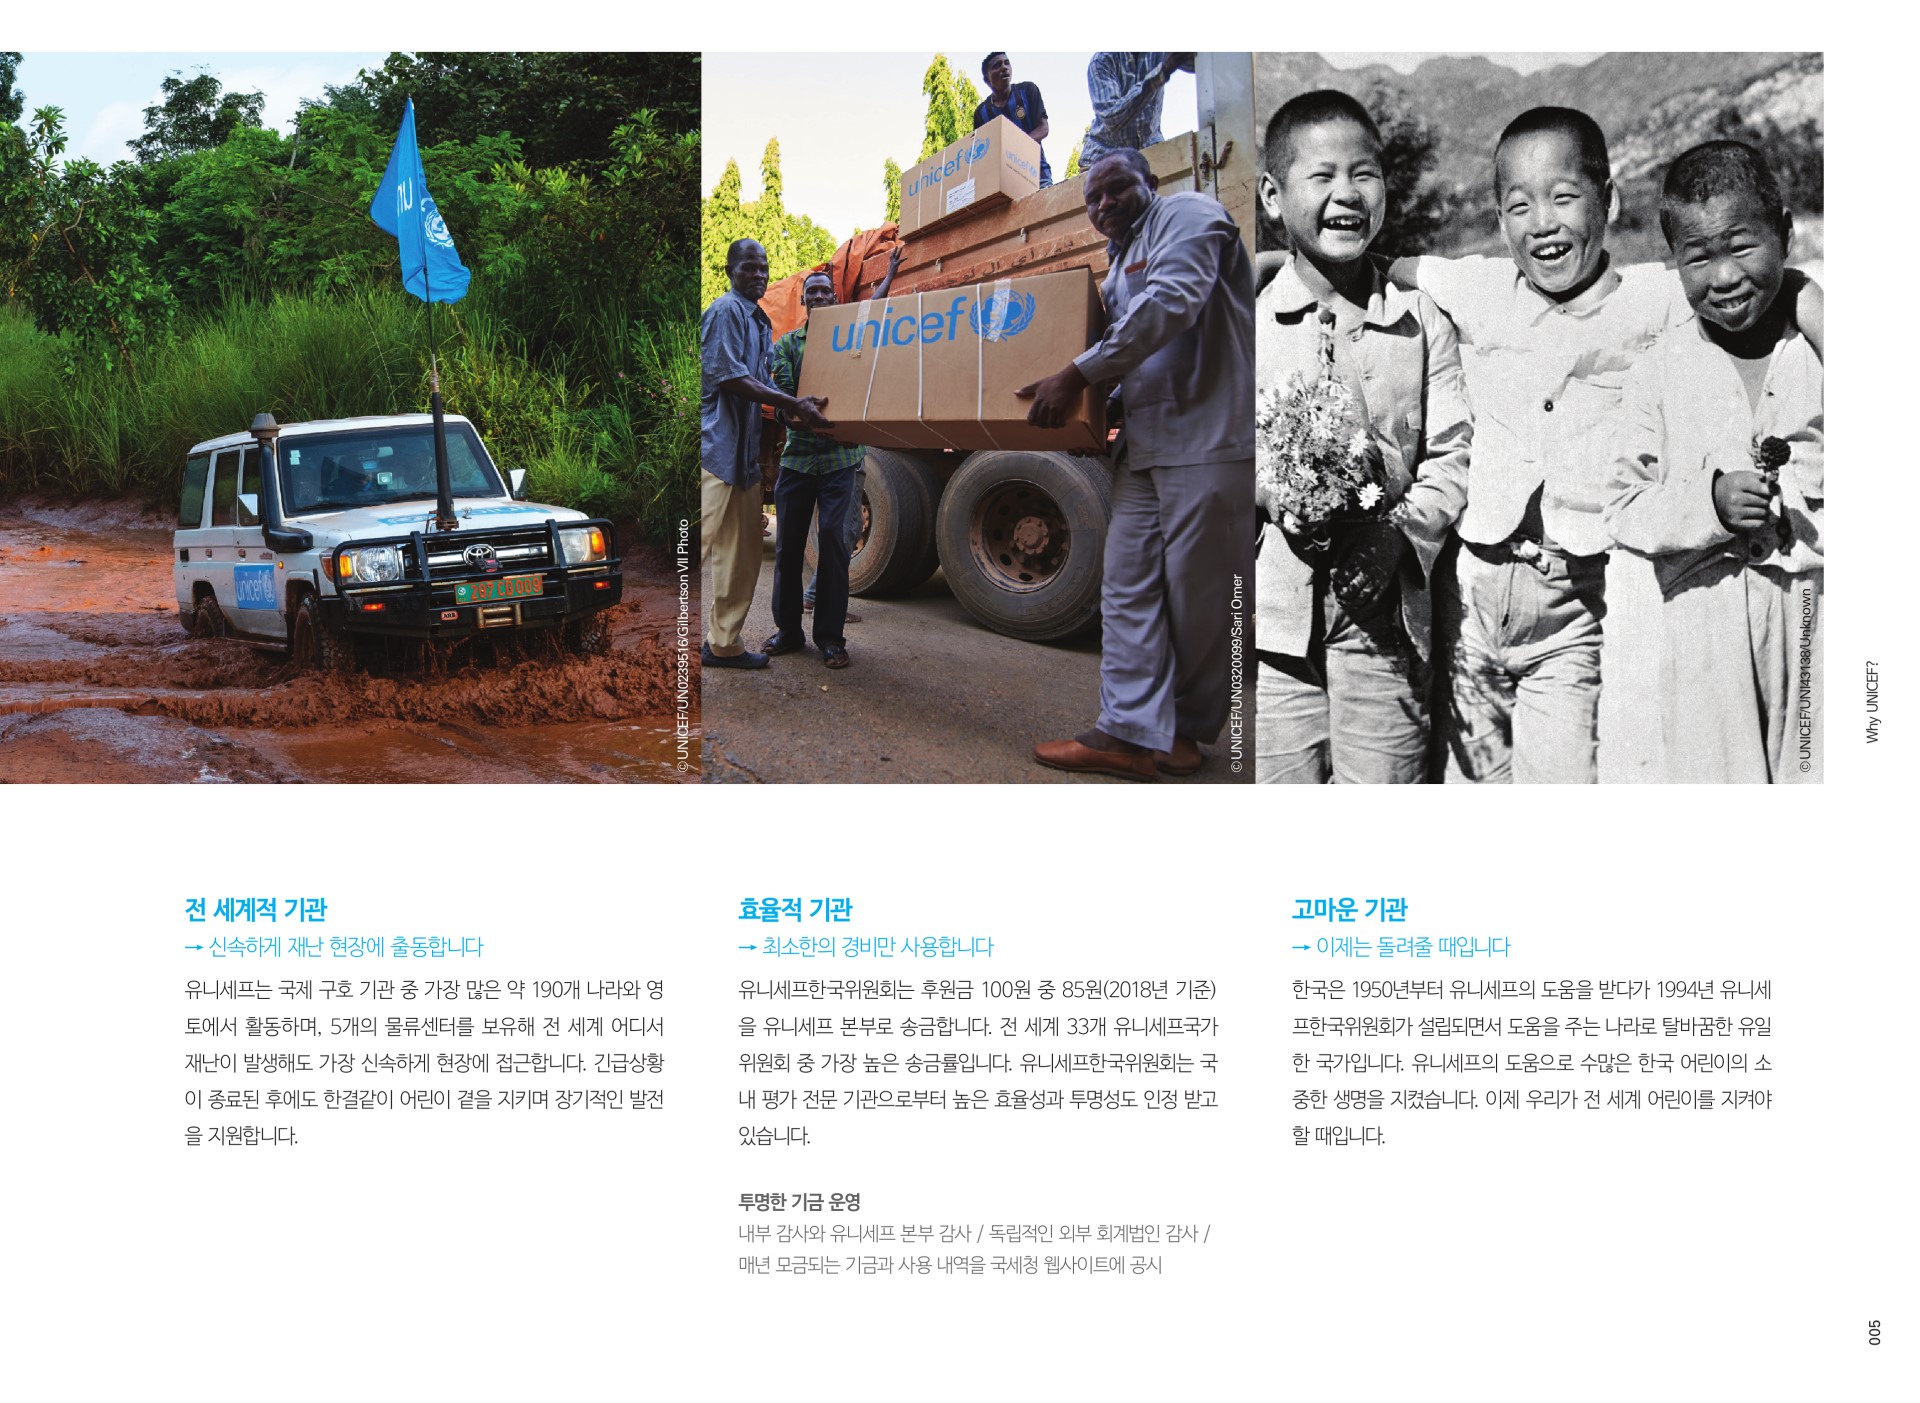 unicef
unicef
unicef
unicef
UN
287 CD 009
©UNICEF/UN0239516/Gilbertson VII Photo
©UNICEF/UN0320099/Sari Omer
©UNICEF/UNI43138/Unknown
Why UNICEF?
전 세계적 기관
→ 신속하게 재난 현장에 출동합니다
유니세프는 국제 구호 기관 중 가장 많은 약 190개 나라와 영
토에서 활동하며, 5개의 물류센터를 보유해 전 세계 어디서
재난이 발생해도 가장 신속하게 현장에 접근합니다. 긴급상황
이 종료된 후에도 한결같이 어린이 곁을 지키며 장기적인 발전
을 지원합니다.
효율적 기관
→ 최소한의 경비만 사용합니다
유니세프한국위원회는 후원금 100원 중 85원(2018년 기준)
을 유니세프 본부로 송금합니다. 전 세계 33개 유니세프국가
위원회 중 가장 높은 송금률입니다. 유니세프한국위원회는 국
내 평가 전문 기관으로부터 높은 효율성과 투명성도 인정 받고
있습니다.
투명한 기금 운영
내부 감사와 유니세프 본부 감사 / 독립적인 외부 회계법인 감사 /
매년 모금되는 기금과 사용 내역을 국세청 웹사이트에 공시
고마운 기관
→ 이제는 돌려줄 때입니다
한국은 1950년부터 유니세프의 도움을 받다가 1994년 유니세
프한국위원회가 설립되면서 도움을 주는 나라로 탈바꿈한 유일
한 국가입니다. 유니세프의 도움으로 수많은 한국 어린이의 소
중한 생명을 지켰습니다. 이제 우리가 전 세계 어린이를 지켜야
할 때입니다.
005